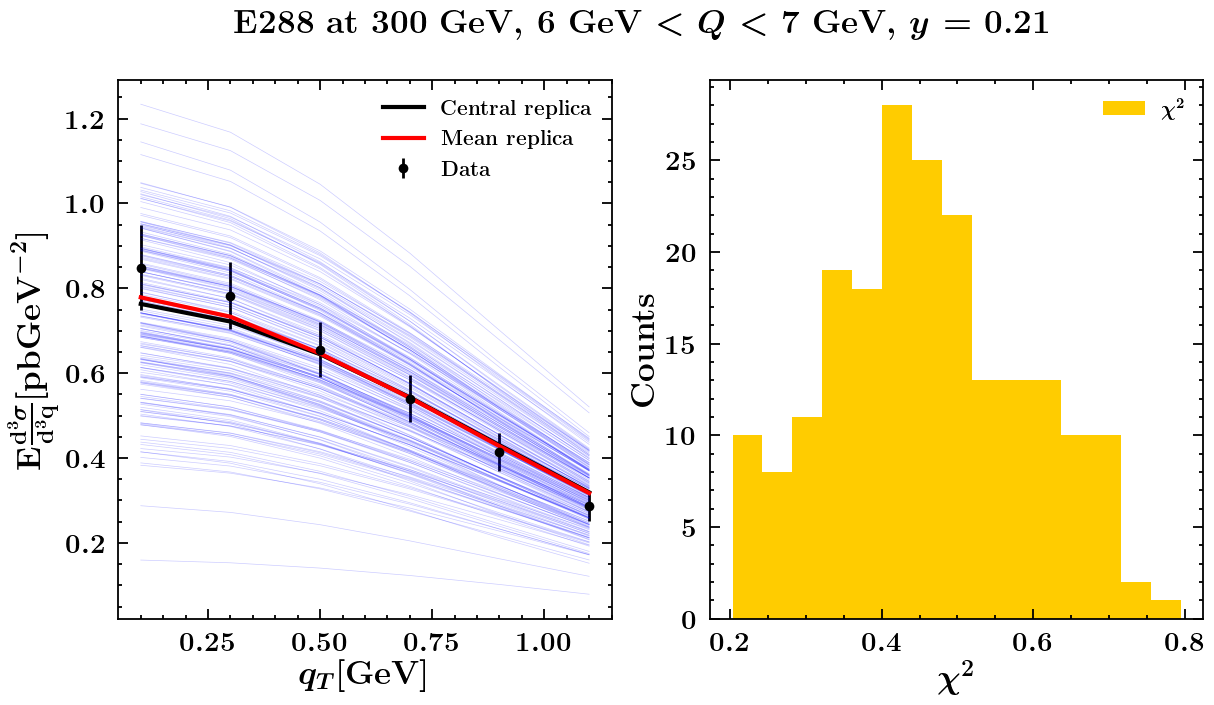 E288 at 300 GeV, 6 GeV < Q < 7 GeV, y = 0.21
Central replica
Mean replica
Data
1.2
1.0
0.8
0.6
0.4
0.2
E d³σ/d³q [pbGeV⁻²]
0.25 0.50 0.75 1.00
q_T[GeV]
χ²
25
20
15
10
5
0
Counts
0.2 0.4 0.6 0.8
χ²